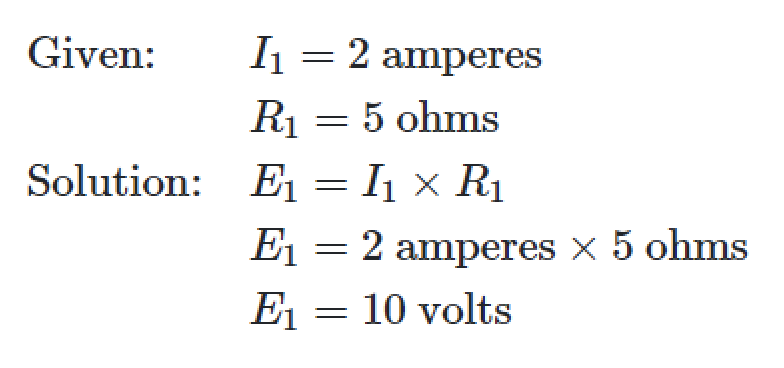 Given: I₁ = 2 amperes
R₁ = 5 ohms
Solution: E₁ = I₁ × R₁
E₁ = 2 amperes × 5 ohms
E₁ = 10 volts